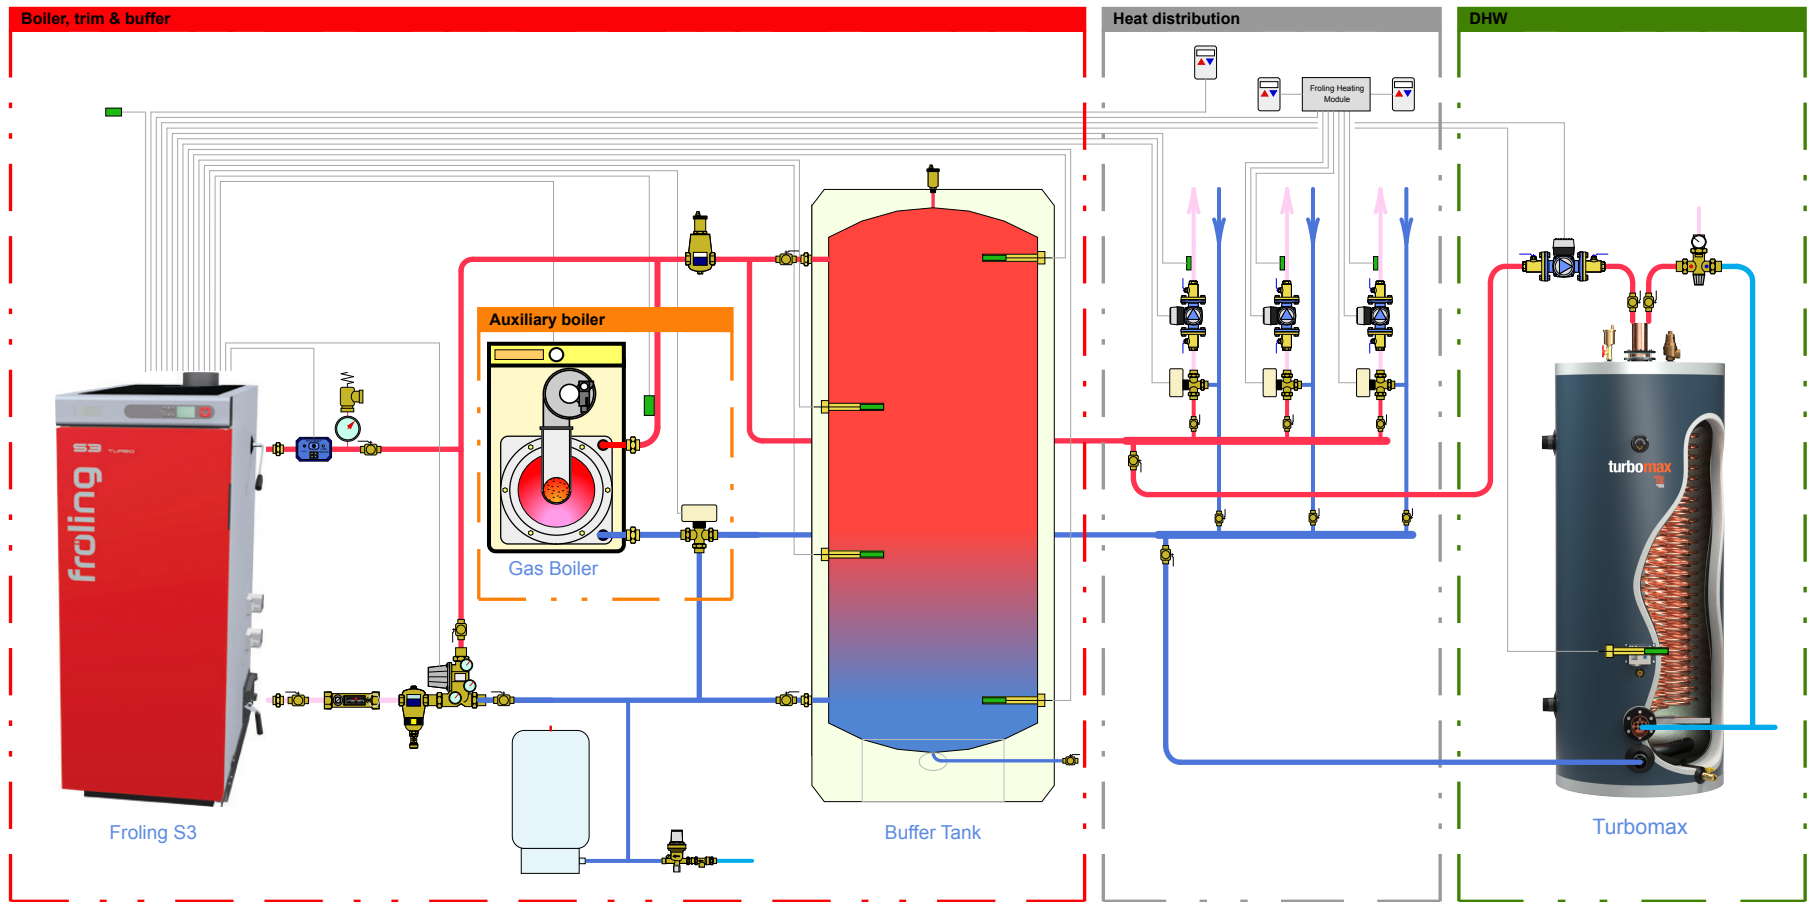 Boiler, trim & buffer
Heat distribution
DHW
Froling Heating
Module
Auxiliary boiler
S3 TURBO
froling
Gas Boiler
turbomax
Froling S3
Buffer Tank
Turbomax